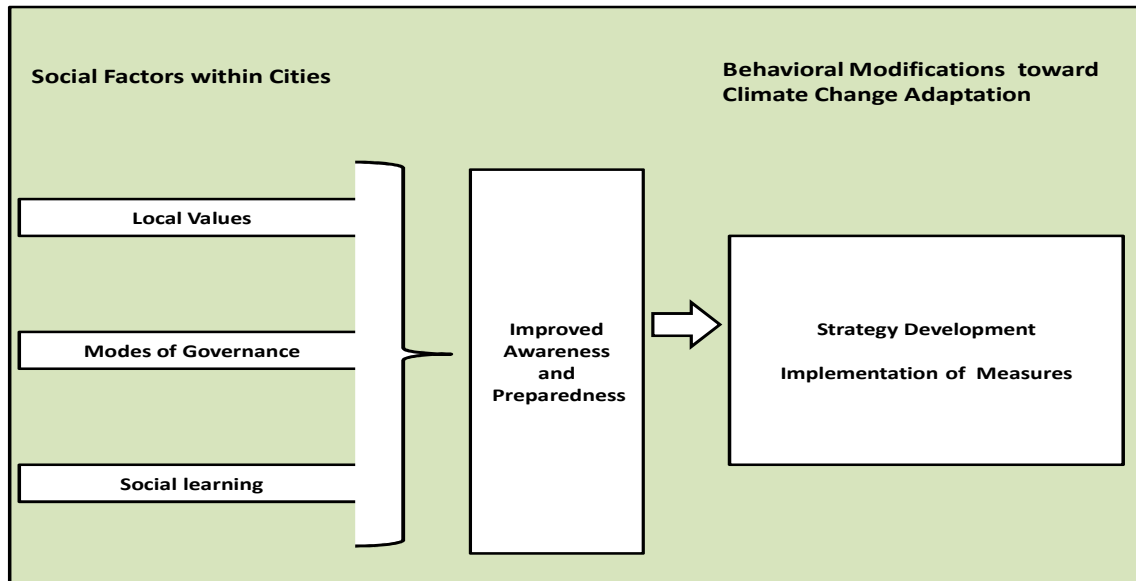 Social Factors within Cities
Behavioral Modifications toward
Climate Change Adaptation
Local Values
Modes of Governance
Social learning
Improved
Awareness
and
Preparedness
Strategy Development
Implementation of Measures